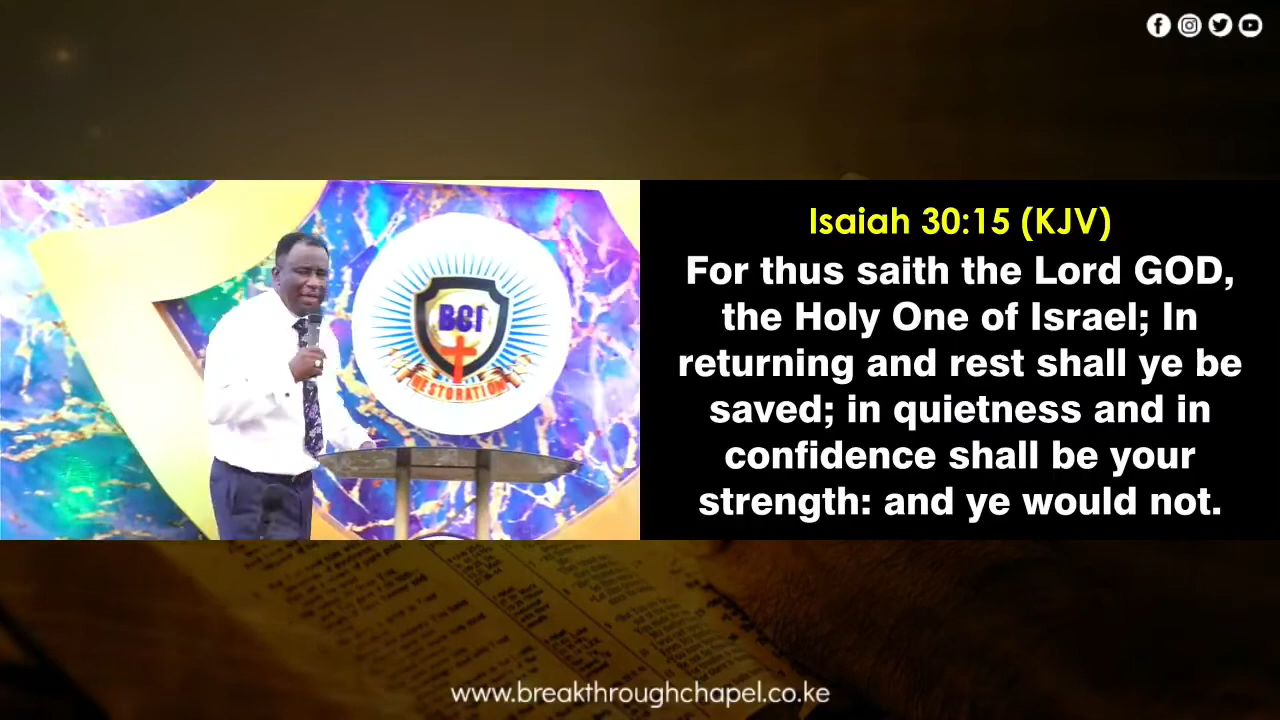 Isaiah 30:15 (KJV)
For thus saith the Lord GOD,
the Holy One of Israel; In
returning and rest shall ye be
saved; in quietness and in
confidence shall be your
strength: and ye would not.
BCI
RESTORATION
www.breakthroughchapel.co.ke